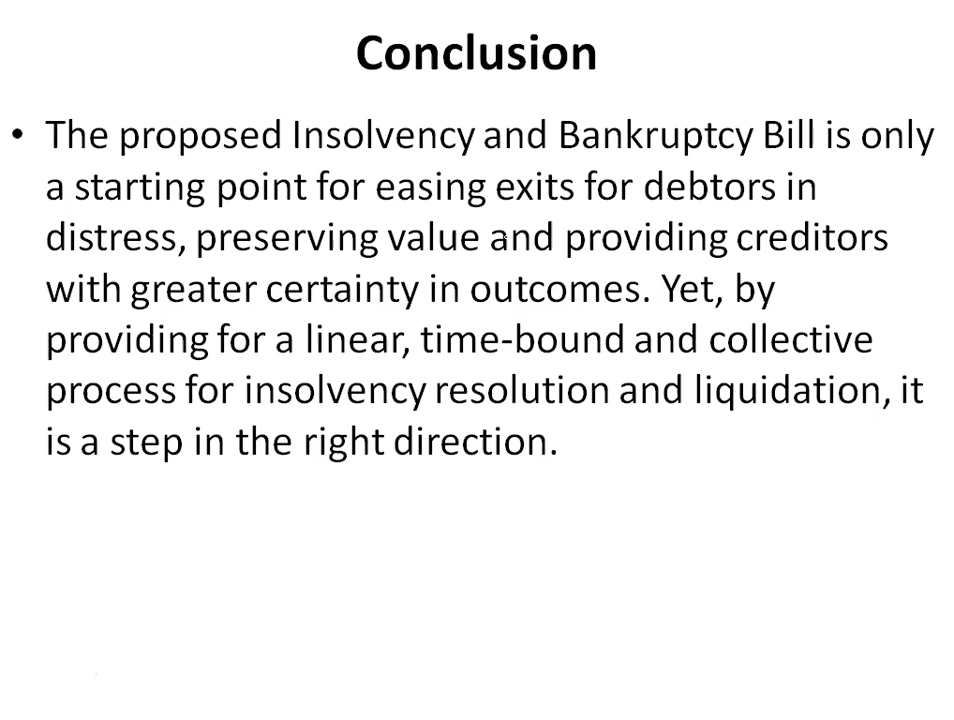 Conclusion
• The proposed Insolvency and Bankruptcy Bill is only
a starting point for easing exits for debtors in
distress, preserving value and providing creditors
with greater certainty in outcomes. Yet, by
providing for a linear, time-bound and collective
process for insolvency resolution and liquidation, it
is a step in the right direction.